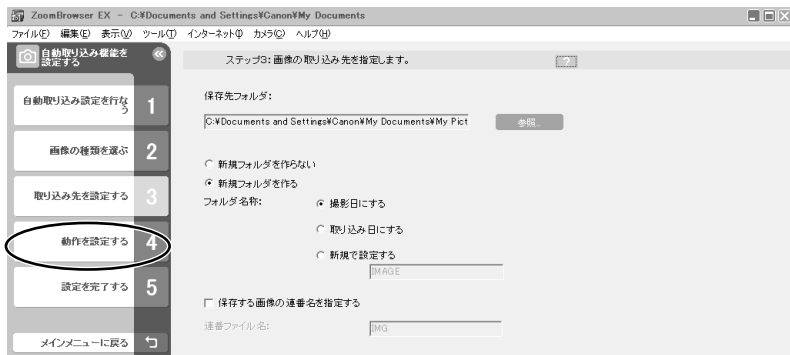 ZoomBrowser EX - C:¥Documents and Settings¥Canon¥My Documents
ファイル(F) 編集(E) 表示(V) ツール(T) インターネット(I) カメラ(C) ヘルプ(H)
自動取り込み機能を
設定する
自動取り込み設定を行な
う
1
画像の種類を選ぶ 2
取り込み先を設定する 3
動作を設定する 4
設定を完了する 5
メインメニューに戻る
ステップ3: 画像の取り込み先を指定します。 ?
保存先フォルダ:
C:¥Documents and Settings¥Canon¥My Documents¥My Pict 参照...
新規フォルダを作らない
新規フォルダを作る
フォルダ名称: 撮影日にする
取り込み日にする
新規で設定する
IMAGE
保存する画像の連番名を指定する
連番ファイル名: IMG